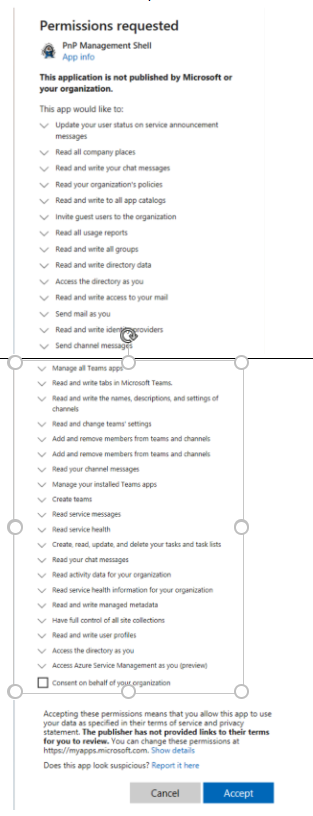 Permissions requested
PnP Management Shell
App info
This application is not published by Microsoft or
your organization.
This app would like to:
Update your user status on service announcement
messages
Read all company places
Read and write your chat messages
Read your organization's policies
Read and write to all app catalogs
Invite guest users to the organization
Read all usage reports
Read and write all groups
Read and write directory data
Access the directory as you
Read and write access to your mail
Send mail as you
Read and write identity providers
Send channel messages
Manage all Teams apps
Read and write tabs in Microsoft Teams.
Read and write the names, descriptions, and settings of
channels
Read and change teams' settings
Add and remove members from teams and channels
Add and remove members from teams and channels
Read your channel messages
Manage your installed Teams apps
Create teams
Read service messages
Read service health
Create, read, update, and delete your tasks and task lists
Read your chat messages
Read activity data for your organization
Read service health information for your organization
Read and write managed metadata
Have full control of all site collections
Read and write user profiles
Access the directory as you
Access Azure Service Management as you (preview)
Consent on behalf of your organization
Accepting these permissions means that you allow this app to use
your data as specified in their terms of service and privacy
statement. The publisher has not provided links to their terms
for you to review. You can change these permissions at
https://myapps.microsoft.com. Show details
Does this app look suspicious? Report it here
Cancel Accept